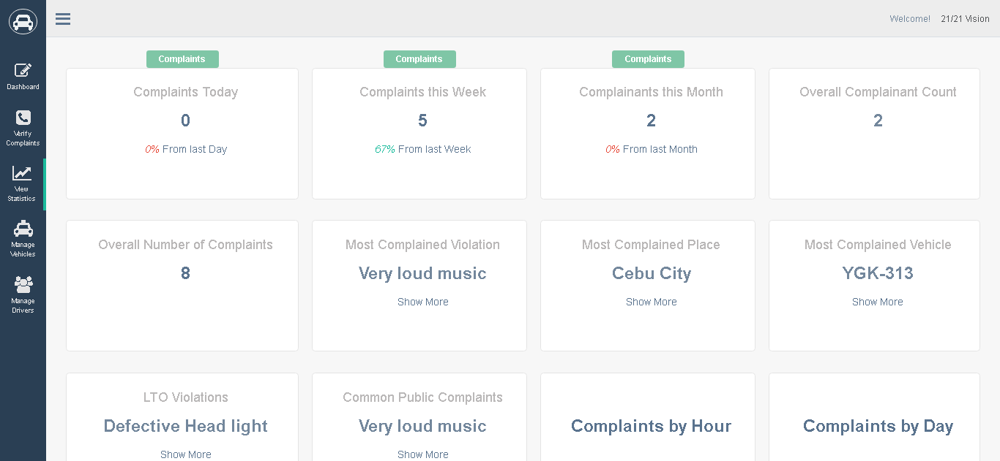 Welcome! 21/21 Vision
Dashboard
Verify
Complaints
View
Statistics
Manage
Vehicles
Manage
Drivers
Complaints
Complaints Today
0
0% From last Day
Complaints
Complaints this Week
5
67% From last Week
Complaints
Complainants this Month
2
0% From last Month
Overall Complainant Count
2
Overall Number of Complaints
8
Most Complained Violation
Very loud music
Show More
Most Complained Place
Cebu City
Show More
Most Complained Vehicle
YGK-313
Show More
LTO Violations
Defective Head light
Show More
Common Public Complaints
Very loud music
Show More
Complaints by Hour
Complaints by Day